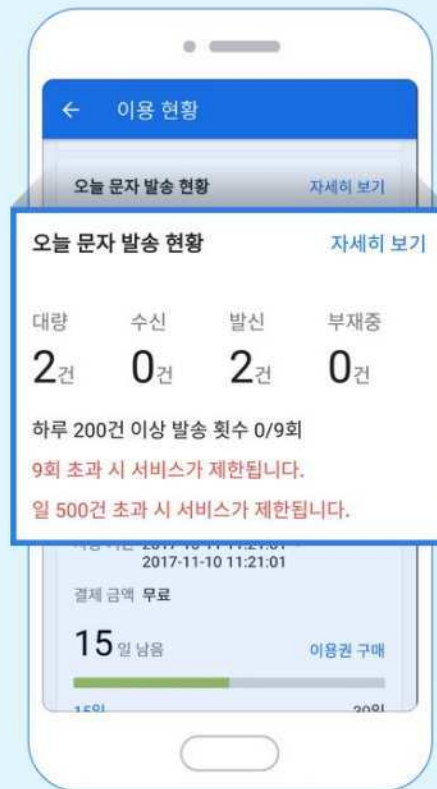 이용 현황
오늘 문자 발송 현황 자세히 보기
오늘 문자 발송 현황 자세히 보기
대량 수신 발신 부재중
2건 0건 2건 0건
하루 200건 이상 발송 횟수 0/9회
9회 초과 시 서비스가 제한됩니다.
일 500건 초과 시 서비스가 제한됩니다.
2017-11-10 11:21:01
결제 금액 무료
15일 남음 이용권 구매
15일 30일